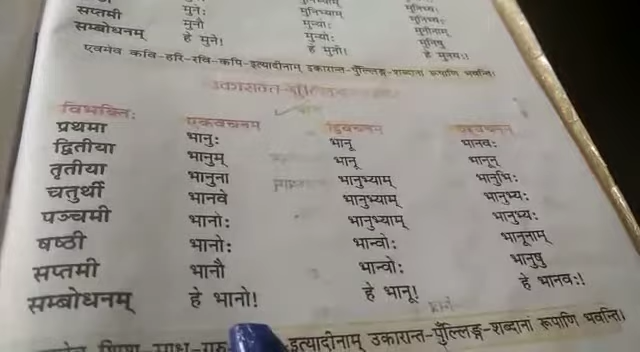 सप्तमी मुनेः मुनिभ्याम् मुनिभ्यः
सम्बोधनम् मुनौ मुन्योः मुनीनाम्
हे मुने! मुन्योः मुनिषु
हे मुनी! हे मुनयः!
एवमेव कवि-हरि-रवि-कपि-इत्यादीनाम् इकारान्त-पुँल्लिङ्ग-शब्दानां रूपाणि भवन्ति।
विभक्तिः एकवचनम् द्विवचनम् बहुवचनम्
प्रथमा भानुः भानू भानवः
द्वितीया भानुम् भानू भानून्
तृतीया भानुना भानुभ्याम् भानुभिः
चतुर्थी भानवे भानुभ्याम् भानुभ्यः
पञ्चमी भानोः भानुभ्याम् भानुभ्यः
षष्ठी भानोः भान्वोः भानूनाम्
सप्तमी भानौ भान्वोः भानुषु
सम्बोधनम् हे भानो! हे भानू! हे भानवः!
इत्यादीनाम् उकारान्त-पुँल्लिङ्ग-शब्दानां रूपाणि भवन्ति।